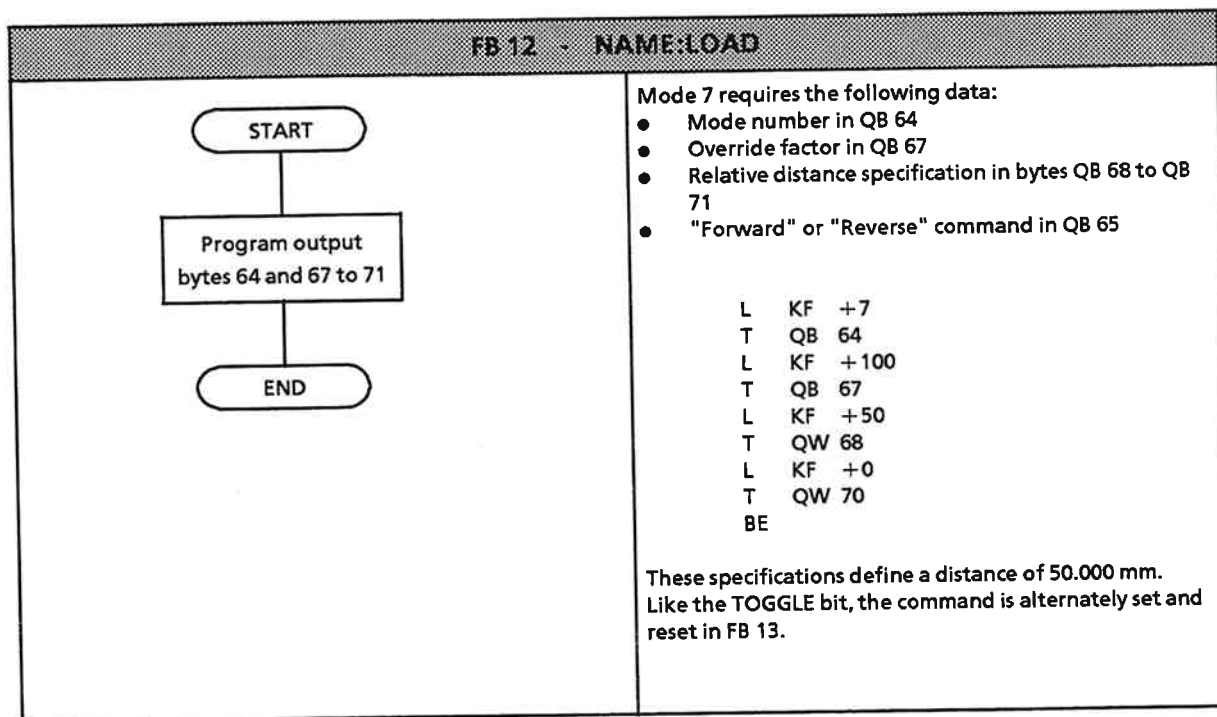 FB 12 - NAME:LOAD
START
Program output
bytes 64 and 67 to 71
END
Mode 7 requires the following data:
● Mode number in QB 64
● Override factor in QB 67
● Relative distance specification in bytes QB 68 to QB
71
● "Forward" or "Reverse" command in QB 65
L KF +7
T QB 64
L KF +100
T QB 67
L KF +50
T QW 68
L KF +0
T QW 70
BE
These specifications define a distance of 50.000 mm.
Like the TOGGLE bit, the command is alternately set and
reset in FB 13.